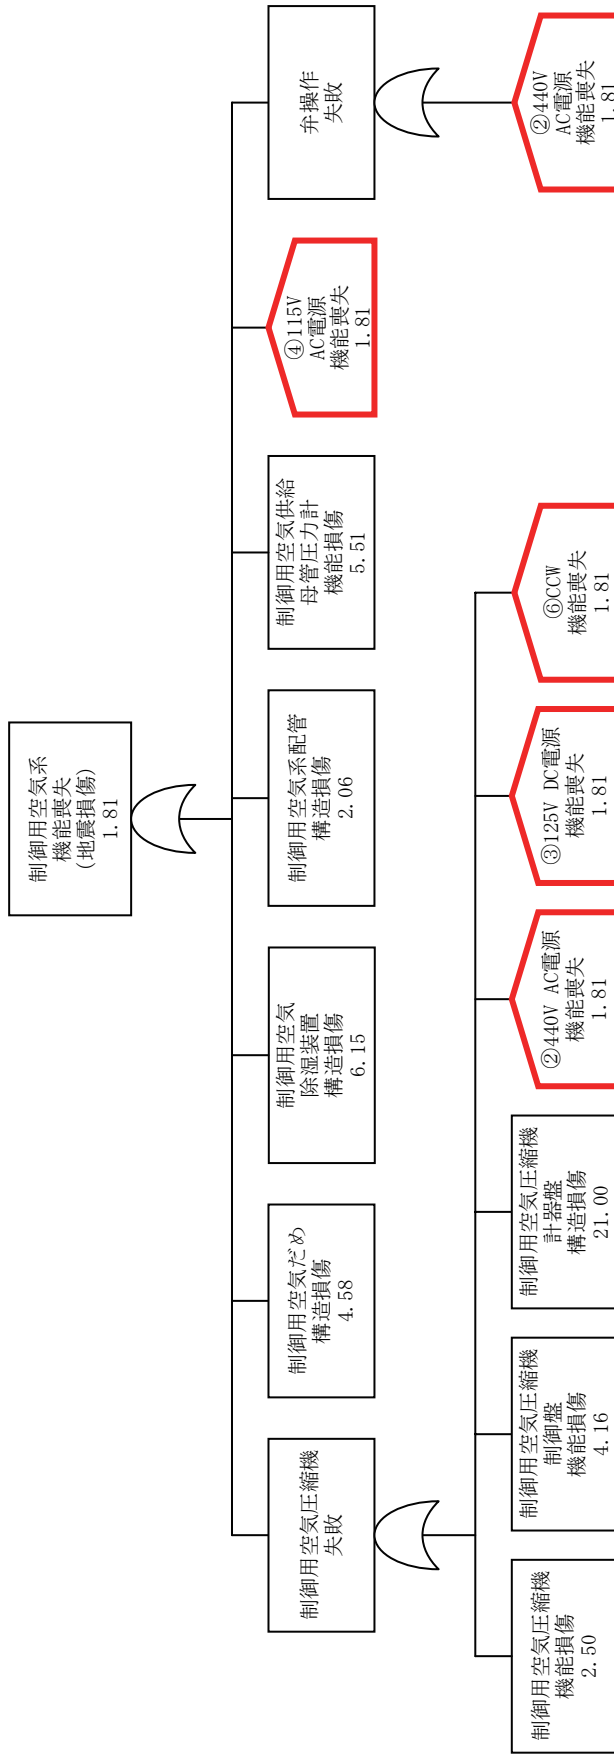 制御用空気系
機能喪失
(地震損傷)
1.81
制御用空気圧縮機
失敗
制御用空気だめ
構造損傷
4.58
制御用空気
除湿装置
構造損傷
6.15
制御用空気系配管
構造損傷
2.06
制御用空気供給
母管圧力計
機能損傷
5.51
④115V
AC電源
機能喪失
1.81
弁操作
失敗
制御用空気圧縮機
機能損傷
2.50
制御用空気圧縮機
制御盤
機能損傷
4.16
制御用空気圧縮機
計器盤
構造損傷
21.00
②440V AC電源
機能喪失
1.81
③125V DC電源
機能喪失
1.81
⑥CCW
機能喪失
1.81
②440V
AC電源
機能喪失
1.81